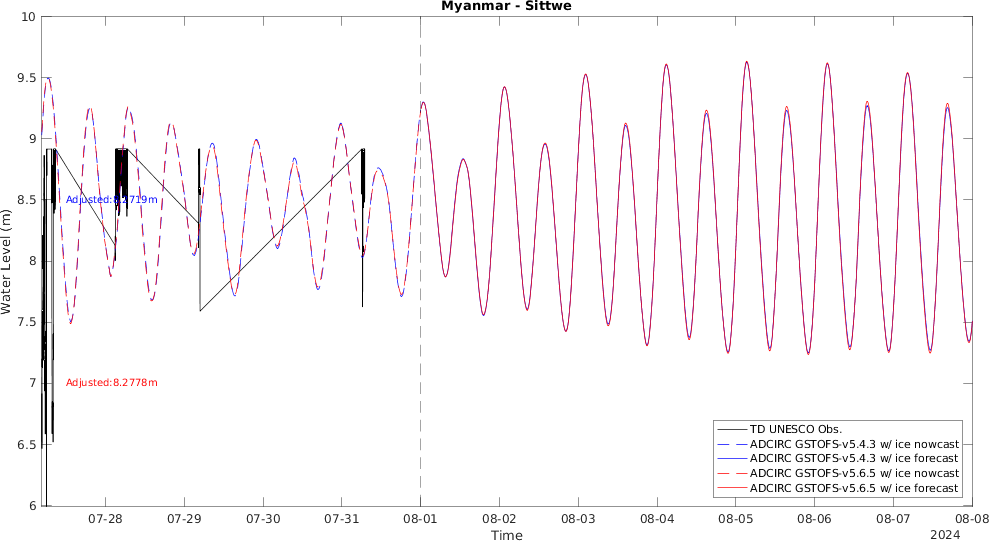 Myanmar - Sittwe
10
9.5
9
8.5
8
7.5
7
6.5
6
Water Level (m)
Adjusted:8.2719m
Adjusted:8.2778m
TD UNESCO Obs.
ADCIRC GSTOFS-v5.4.3 w/ ice nowcast
ADCIRC GSTOFS-v5.4.3 w/ ice forecast
ADCIRC GSTOFS-v5.6.5 w/ ice nowcast
ADCIRC GSTOFS-v5.6.5 w/ ice forecast
07-28 07-29 07-30 07-31 08-01 08-02 08-03 08-04 08-05 08-06 08-07 08-08
Time
2024